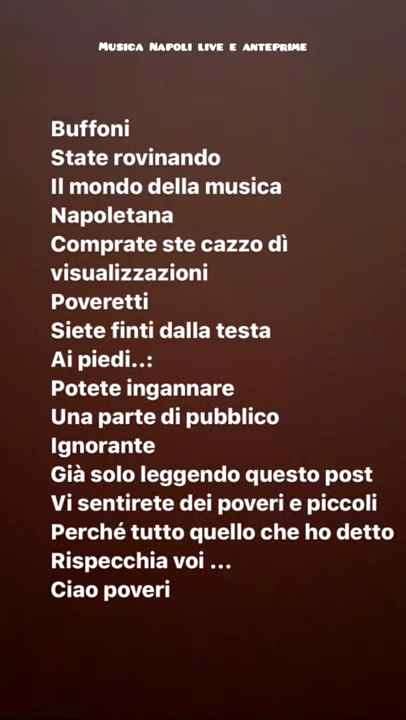 Musica Napoli live e anteprime
Buffoni
State rovinando
Il mondo della musica
Napoletana
Comprate ste cazzo dì
visualizzazioni
Poveretti
Siete finti dalla testa
Ai piedi..:
Potete ingannare
Una parte di pubblico
Ignorante
Già solo leggendo questo post
Vi sentirete dei poveri e piccoli
Perché tutto quello che ho detto
Rispecchia voi ...
Ciao poveri